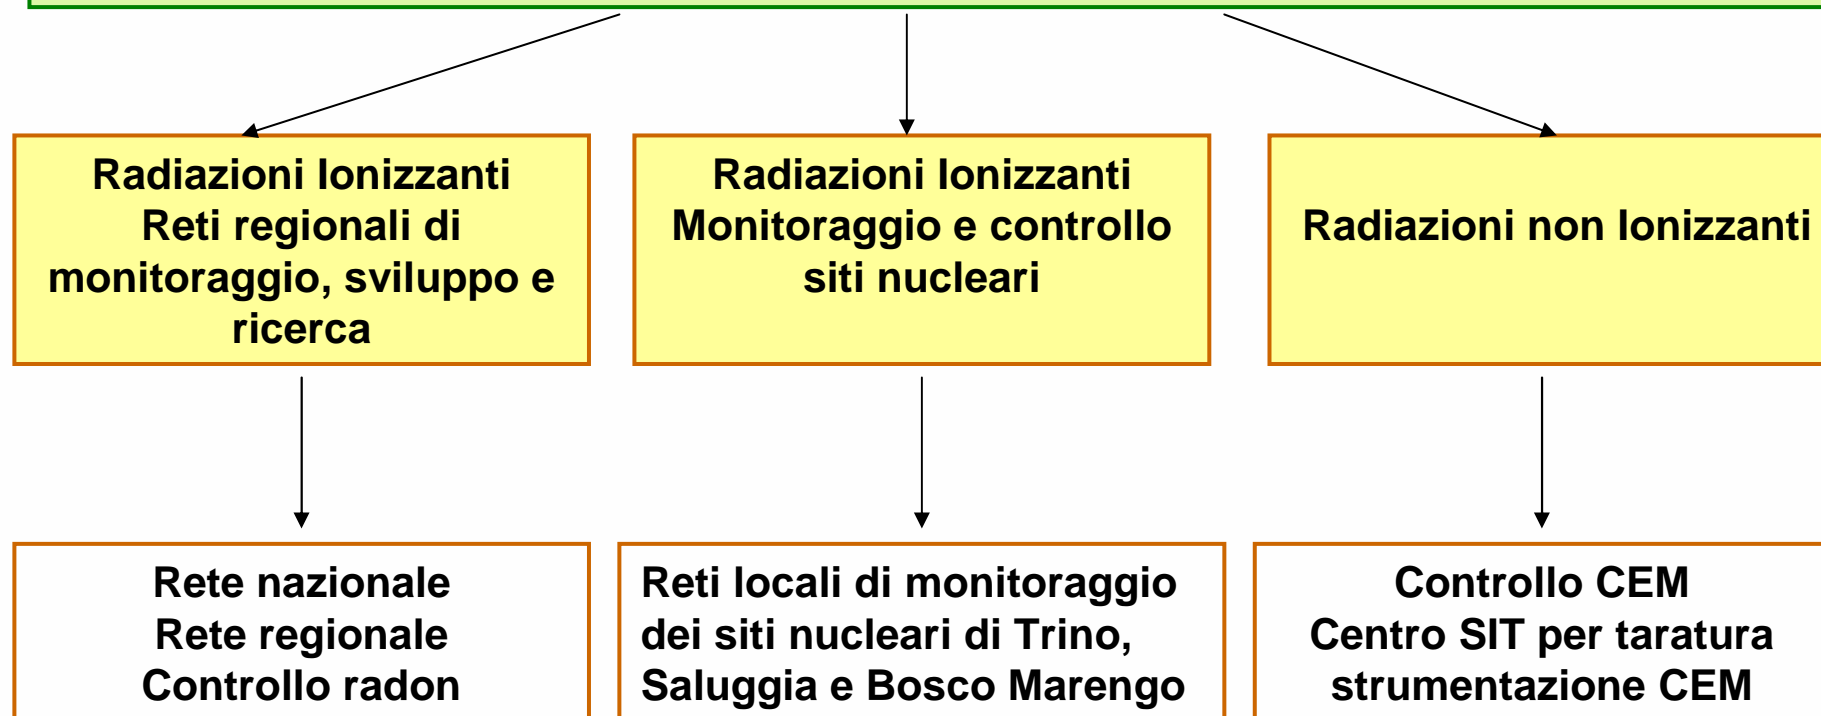 Radiazioni Ionizzanti
Reti regionali di
monitoraggio, sviluppo e
ricerca
Radiazioni Ionizzanti
Monitoraggio e controllo
siti nucleari
Radiazioni non Ionizzanti
Rete nazionale
Rete regionale
Controllo radon
Reti locali di monitoraggio
dei siti nucleari di Trino,
Saluggia e Bosco Marengo
Controllo CEM
Centro SIT per taratura
strumentazione CEM